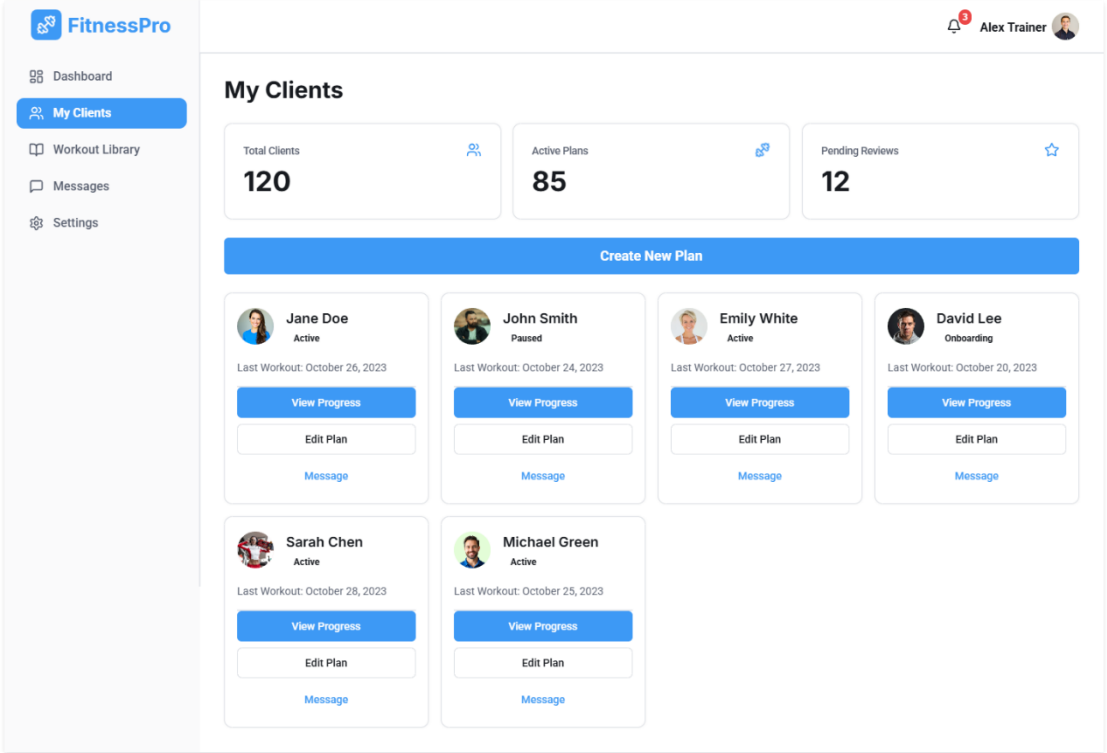 FitnessPro
3
Alex Trainer
Dashboard
My Clients
Workout Library
Messages
Settings
My Clients
Total Clients
120
Active Plans
85
Pending Reviews
12
Create New Plan
Jane Doe
Active
Last Workout: October 26, 2023
View Progress
Edit Plan
Message
John Smith
Paused
Last Workout: October 24, 2023
View Progress
Edit Plan
Message
Emily White
Active
Last Workout: October 27, 2023
View Progress
Edit Plan
Message
David Lee
Onboarding
Last Workout: October 20, 2023
View Progress
Edit Plan
Message
Sarah Chen
Active
Last Workout: October 28, 2023
View Progress
Edit Plan
Message
Michael Green
Active
Last Workout: October 25, 2023
View Progress
Edit Plan
Message